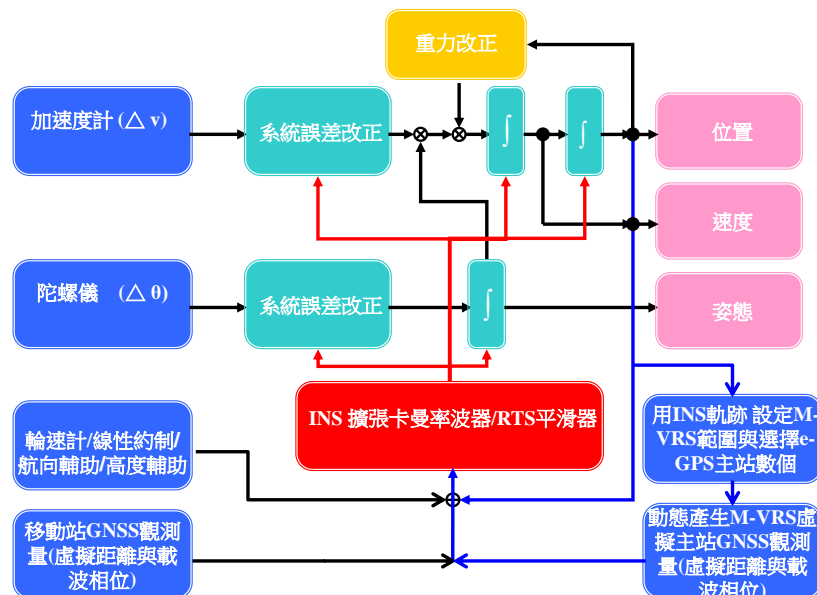 重力改正
加速度計 (△ v)
系統誤差改正
∫
∫
位置
速度
陀螺儀 (△ θ)
系統誤差改正
∫
姿態
INS 擴張卡曼率波器/RTS平滑器
輪速計/線性約制/
航向輔助/高度輔助
用INS軌跡 設定M-
VRS範圍與選擇e-
GPS主站數個
移動站GNSS觀測
量(虛擬距離與載
波相位)
動態產生M-VRS虛
擬主站GNSS觀測
量(虛擬距離與載
波相位)